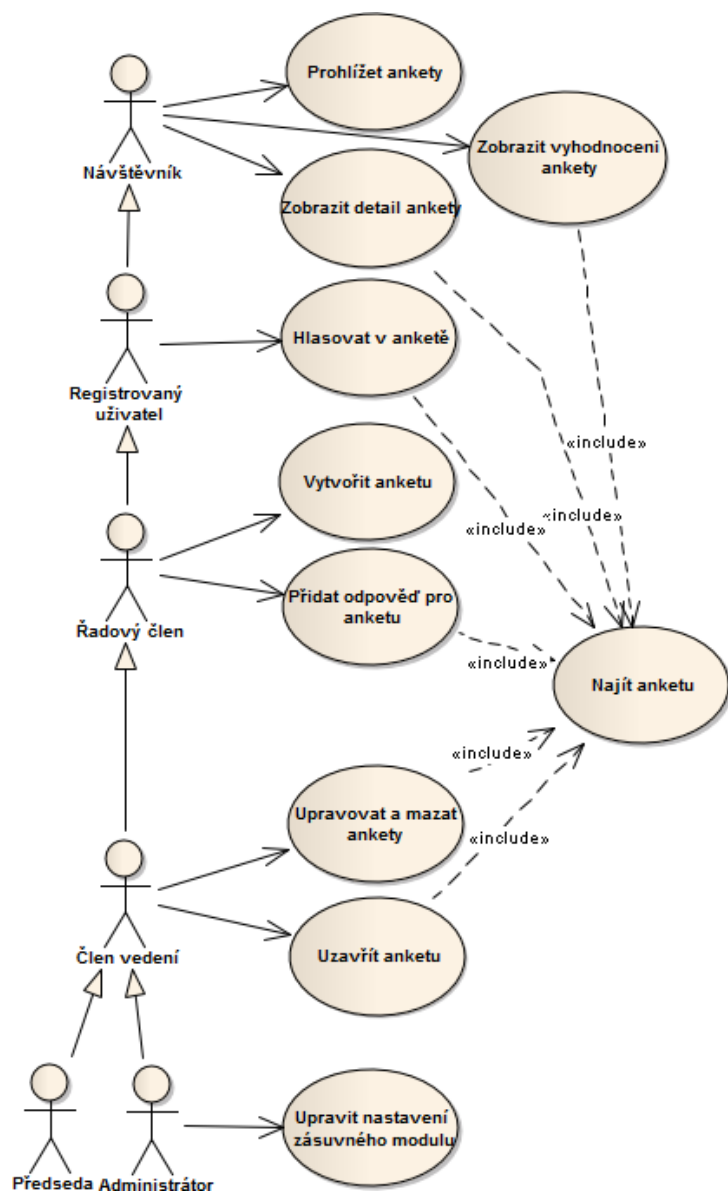 Prohlížet ankety
Zobrazit vyhodnoceni
ankety
Návštěvník
Zobrazit detail ankety
Hlasovat v anketě
Registrovaný
uživatel
«include»
Vytvořit anketu
«include»
«include»
Přidat odpověď pro
anketu
Řadový člen
«include»
Najít anketu
«include»
Upravovat a mazat
ankety
«include»
Člen vedení
Uzavřít anketu
Upravit nastavení
zásuvného modulu
Předseda
Administrátor